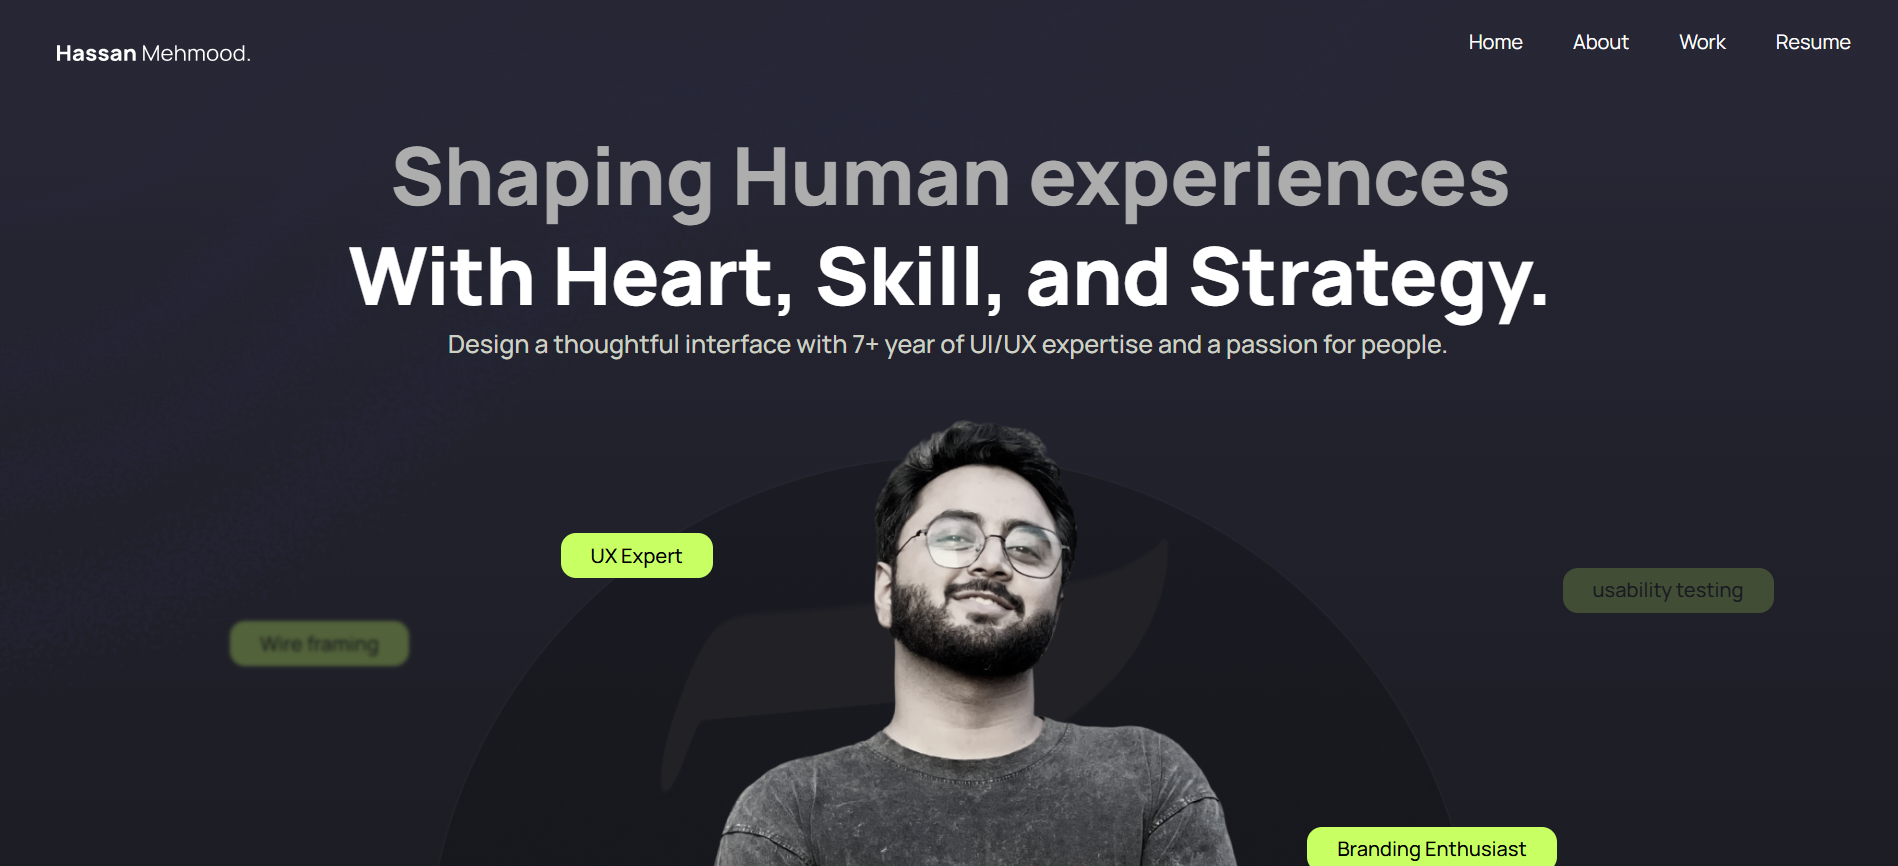 Hassan Mehmood.
Home About Work Resume
Shaping Human experiences
With Heart, Skill, and Strategy.
Design a thoughtful interface with 7+ year of UI/UX expertise and a passion for people.
UX Expert
usability testing
Wire framing
Branding Enthusiast